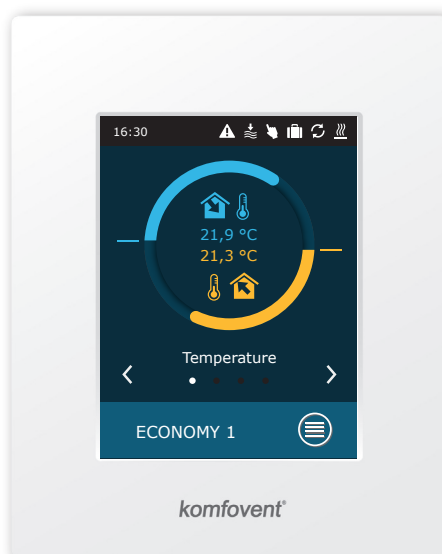 16:30
21,9 °C
21,3 °C
Temperature
ECONOMY 1
komfovent®